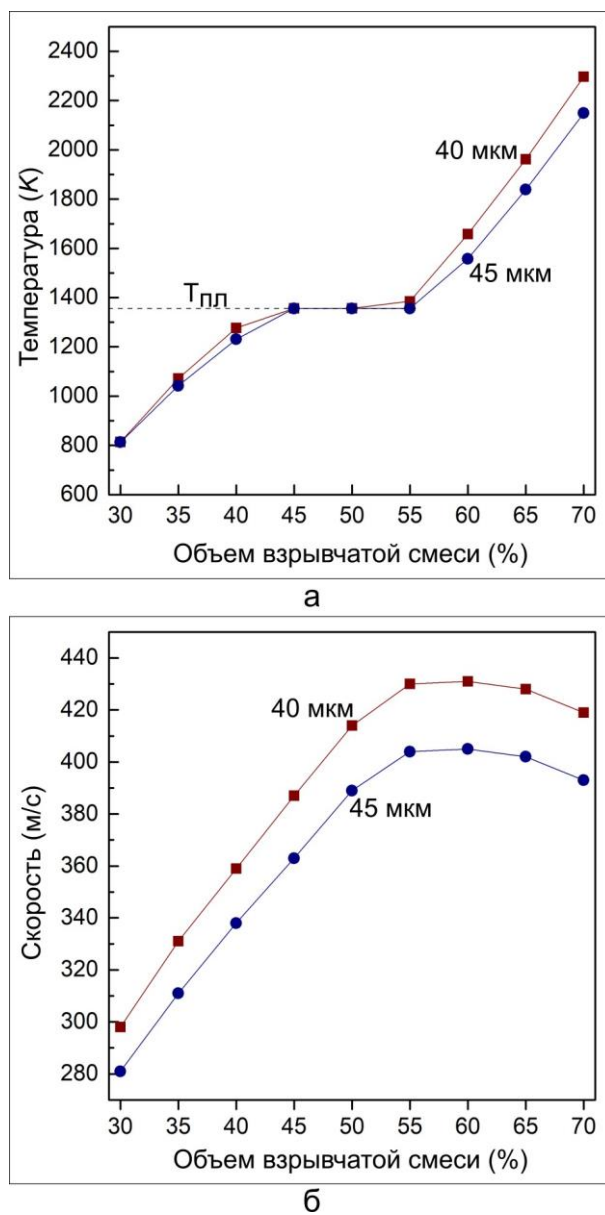 2400
2200
2000
1800
1600
1400
1200
1000
800
600
30 35 40 45 50 55 60 65 70
Температура (K)
Объем взрывчатой смеси (%)
40 мкм
45 мкм
Tпл
а
440
420
400
380
360
340
320
300
280
30 35 40 45 50 55 60 65 70
Скорость (м/с)
Объем взрывчатой смеси (%)
40 мкм
45 мкм
б